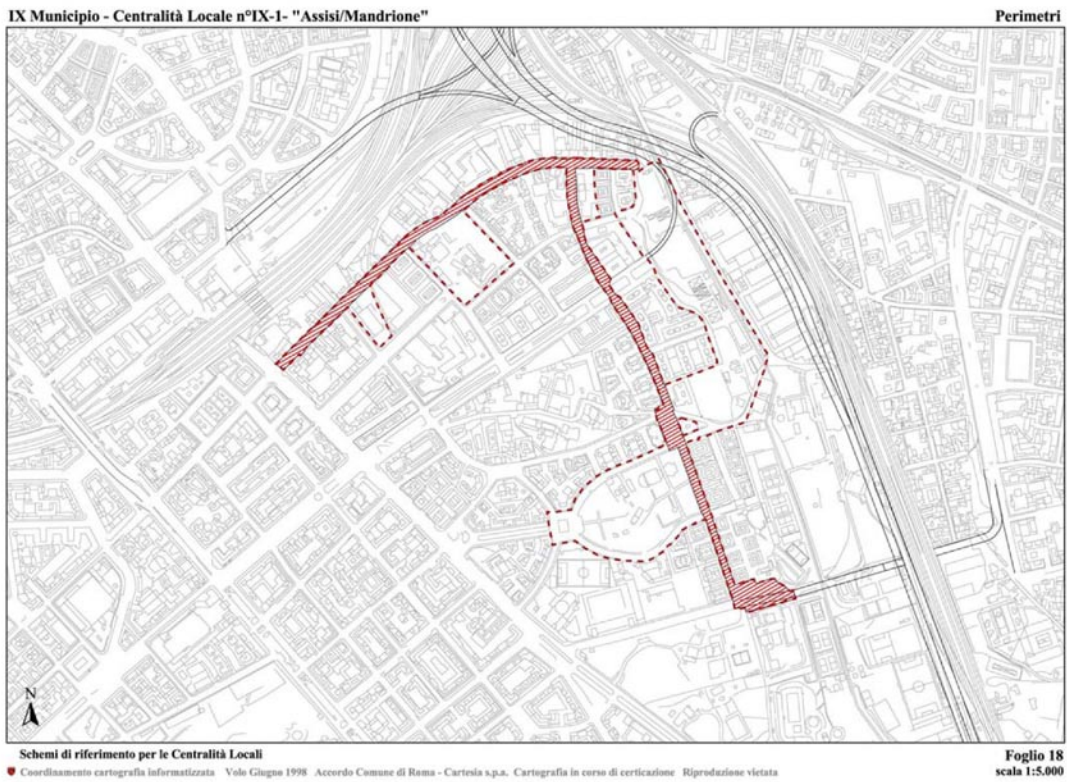 IX Municipio - Centralità Locale n°IX-1- "Assisi/Mandrione"
Perimetri
N
Schemi di riferimento per le Centralità Locali
Foglio 18
Coordinamento cartografia informatizzata Volo Giugno 1998 Accordo Comune di Roma - Cartesia s.p.a. Cartografia in corso di certicazione Riproduzione vietata
scala 1:5.000